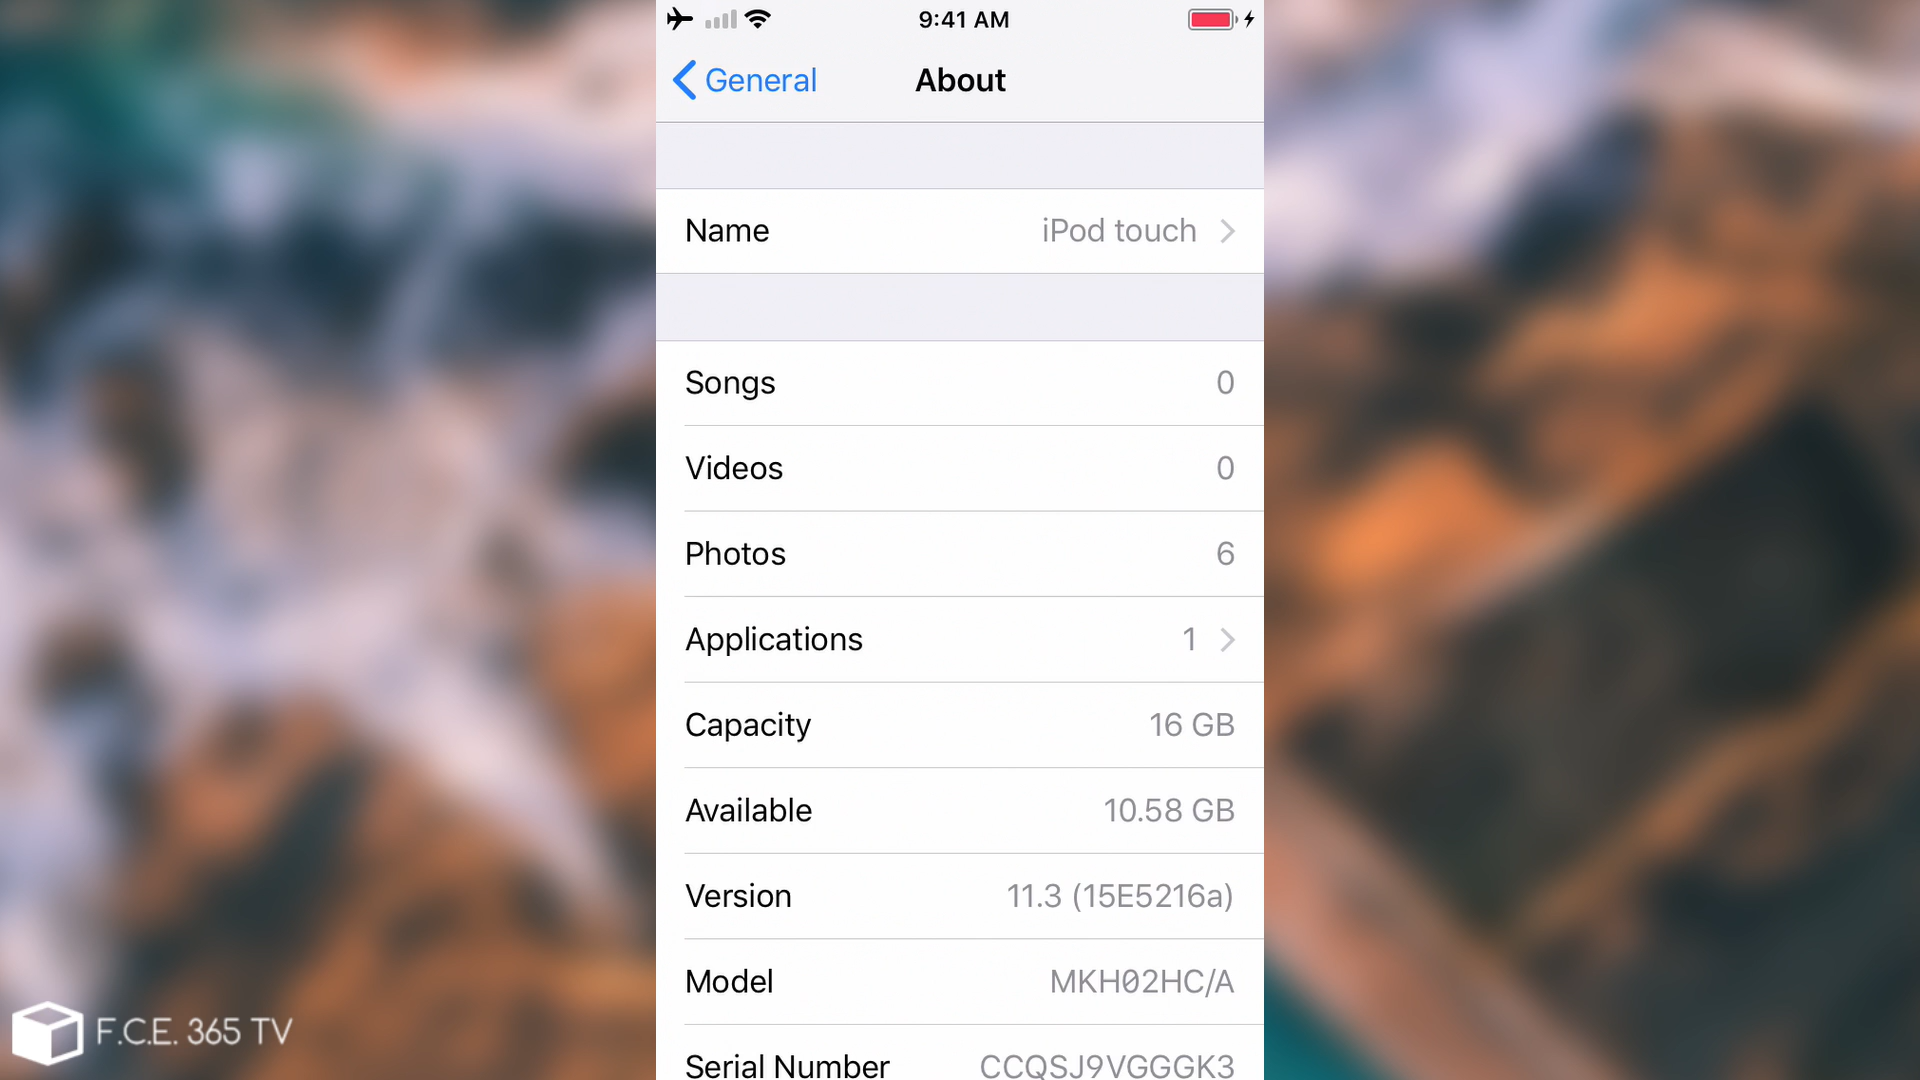 9:41 AM
General
About
Name iPod touch
Songs 0
Videos 0
Photos 6
Applications 1
Capacity 16 GB
Available 10.58 GB
Version 11.3 (15E5216a)
Model MKH02HC/A
Serial Number CCQSJ9VGGGK3
F.C.E. 365 TV